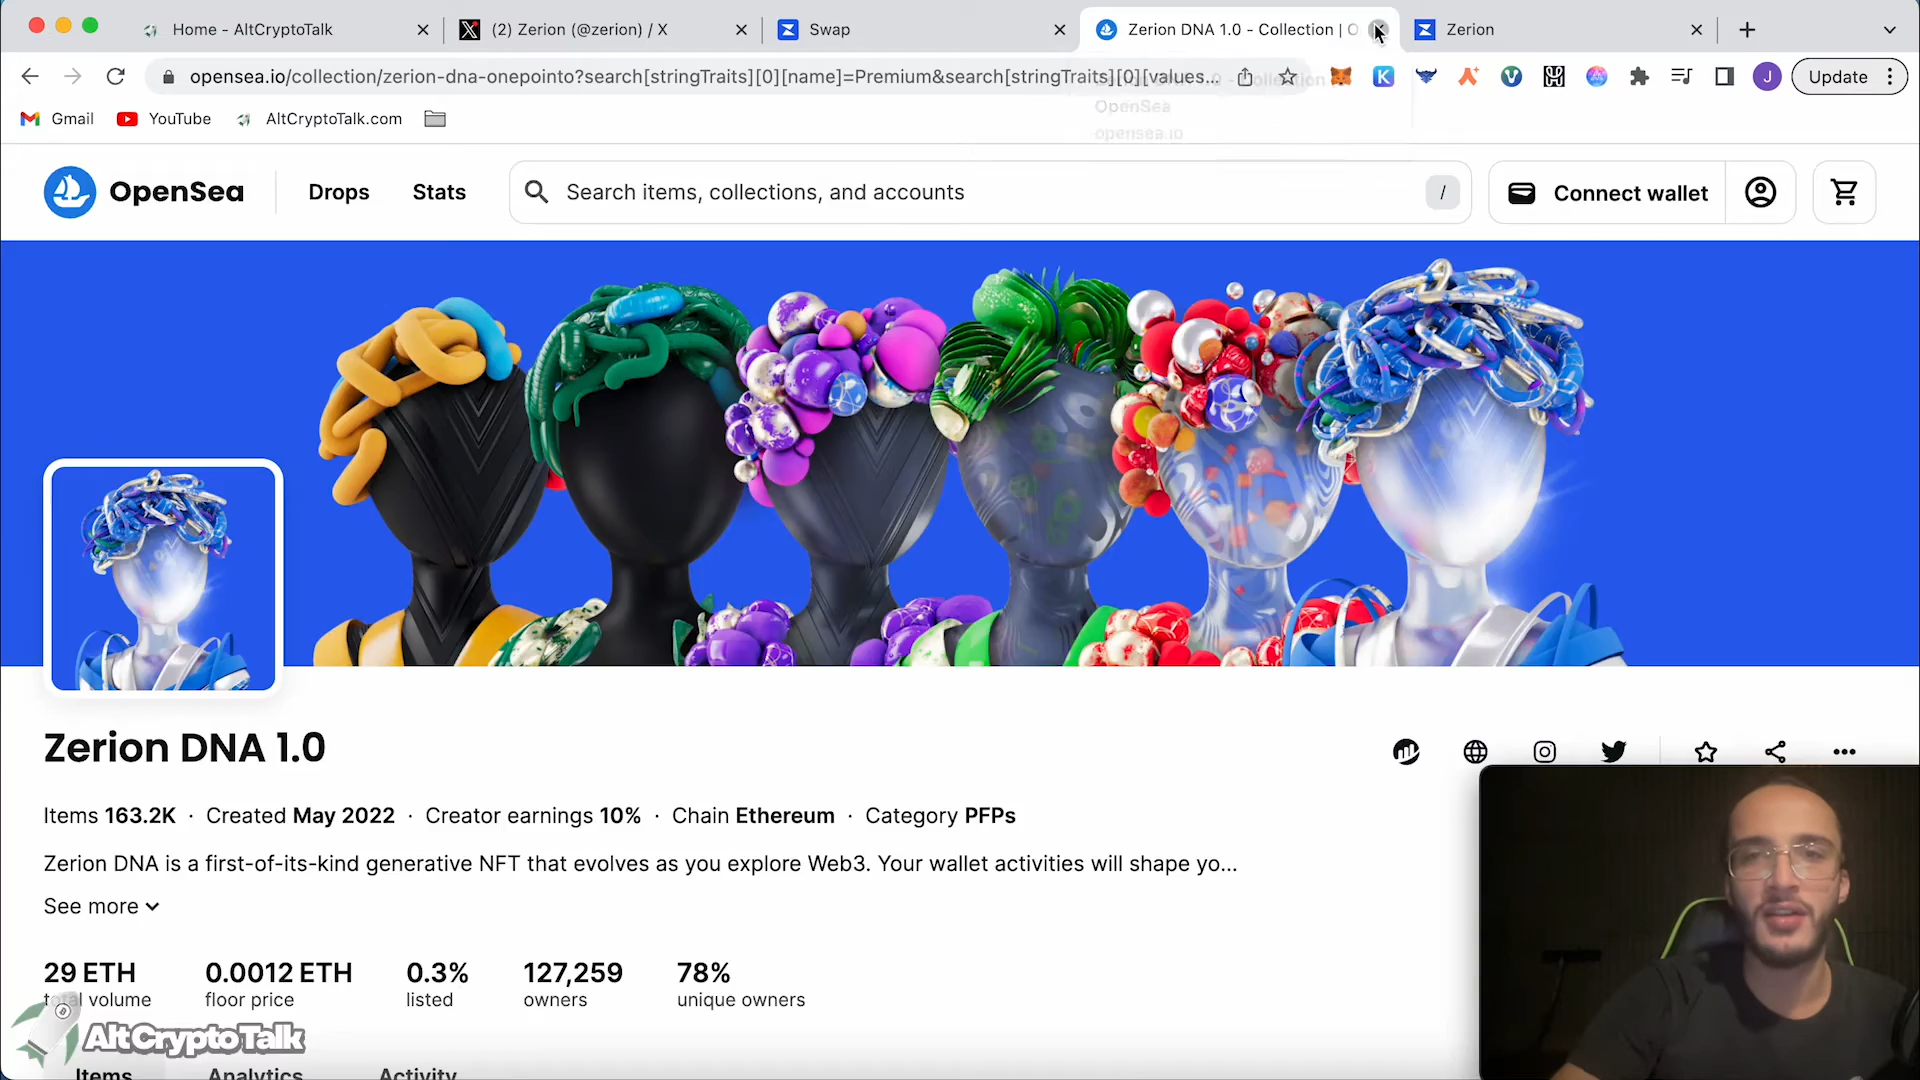 Home - AltCryptoTalk
(2) Zerion (@zerion) / X
Swap
Zerion DNA 1.0 - Collection | O
Zerion
opensea.io/collection/zerion-dna-onepointo?search[stringTraits][0][name]=Premium&search[stringTraits][0][values...
Update
OpenSea
opensea.io
Gmail
YouTube
AltCryptoTalk.com
OpenSea
Drops
Stats
Search items, collections, and accounts
/
Connect wallet
Zerion DNA 1.0
Items 163.2K · Created May 2022 · Creator earnings 10% · Chain Ethereum · Category PFPs
Zerion DNA is a first-of-its-kind generative NFT that evolves as you explore Web3. Your wallet activities will shape yo...
See more
29 ETH
total volume
0.0012 ETH
floor price
0.3%
listed
127,259
owners
78%
unique owners
AltCryptoTalk
Items
Analytics
Activity